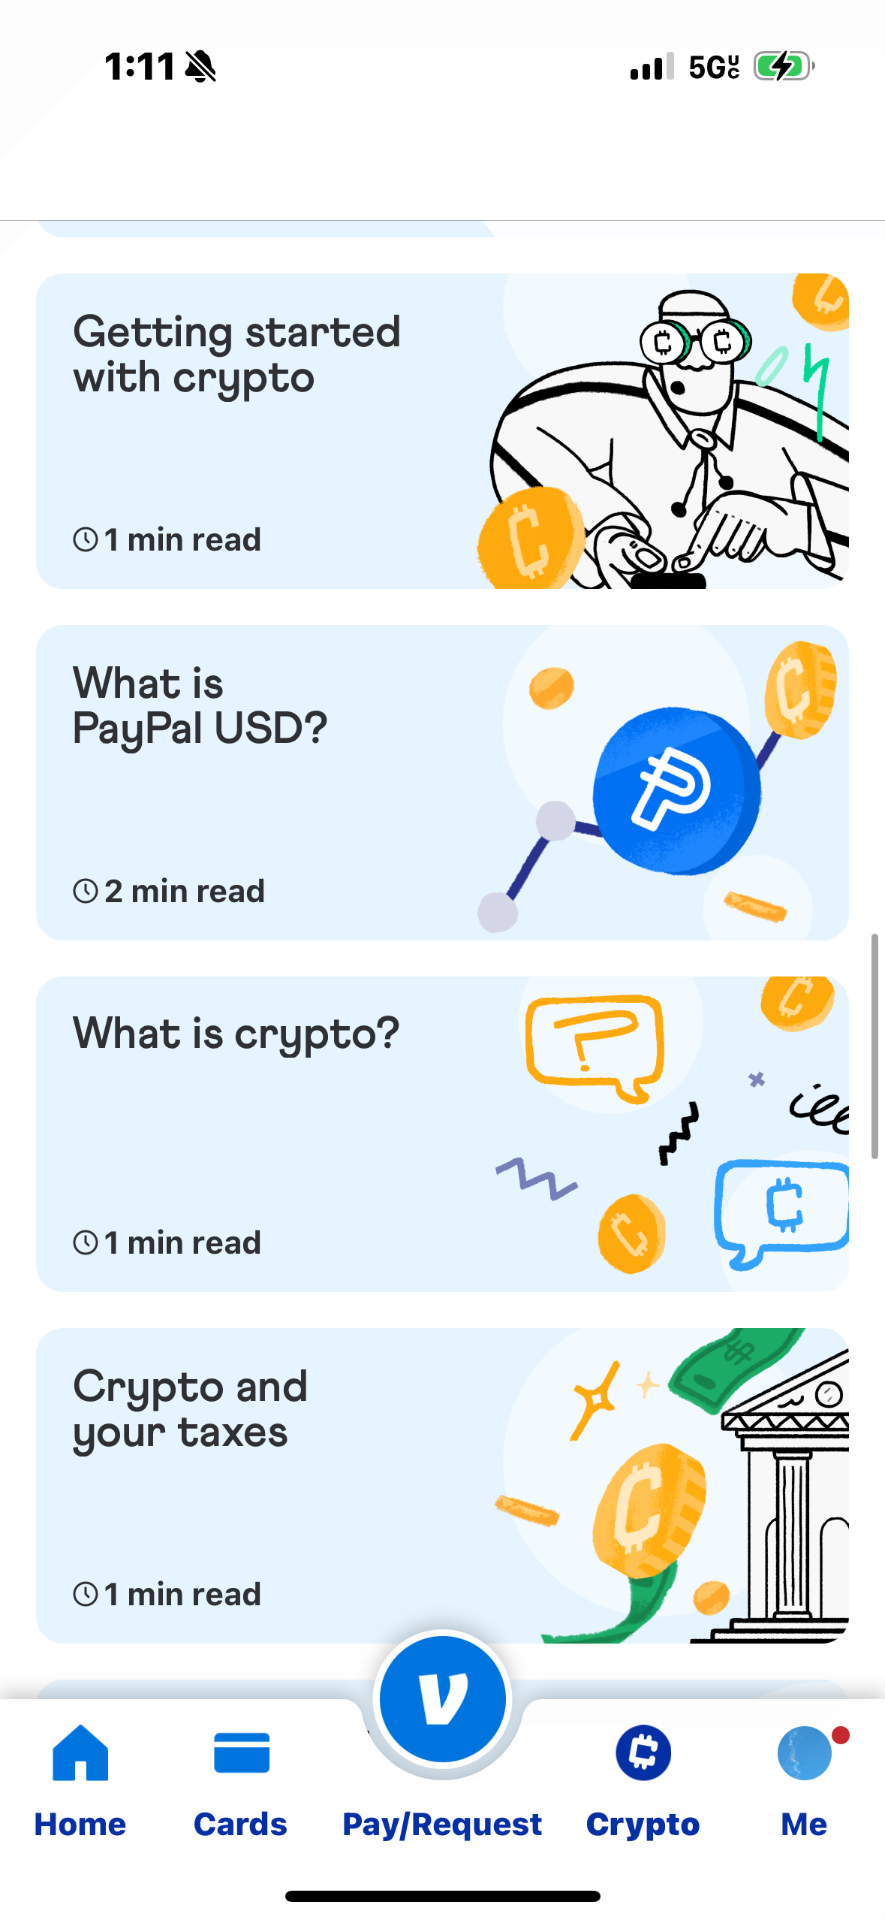 1:11
5G UC
Getting started
with crypto
1 min read
What is
PayPal USD?
2 min read
What is crypto?
1 min read
Crypto and
your taxes
1 min read
Home
Cards
Pay/Request
Crypto
Me